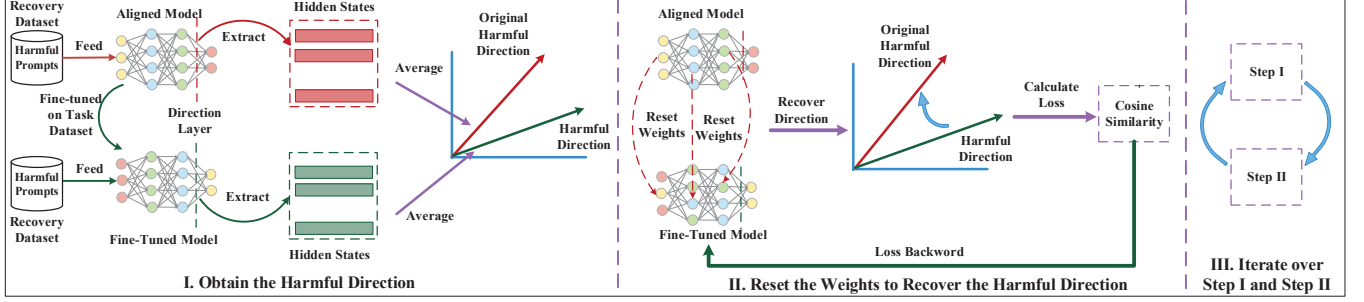 Recovery
Dataset
Harmful
Prompts
Feed
Aligned Model
Extract
Hidden States
Fine-tuned
on Task
Dataset
Direction
Layer
Harmful
Prompts
Recovery
Dataset
Feed
Fine-Tuned Model
Extract
Hidden States
Average
Average
Original
Harmful
Direction
Harmful
Direction
I. Obtain the Harmful Direction
Aligned Model
Reset
Weights
Reset
Weights
Fine-Tuned Model
Recover
Direction
Original
Harmful
Direction
Harmful
Direction
Calculate
Loss
Cosine
Similarity
Loss Backword
II. Reset the Weights to Recover the Harmful Direction
Step I
Step II
III. Iterate over
Step I and Step II